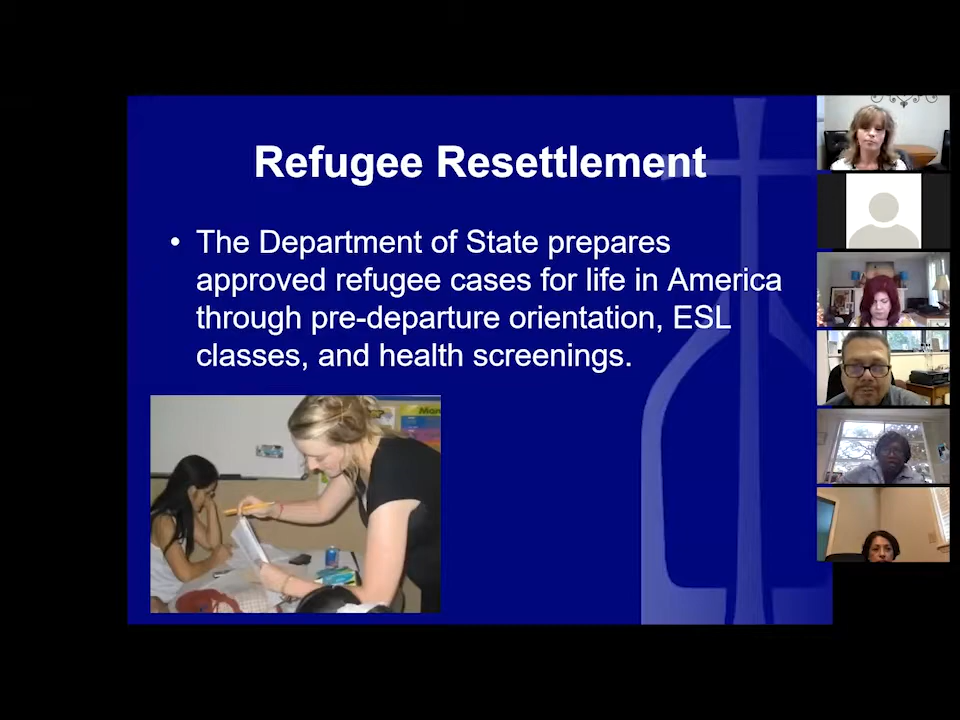 Refugee Resettlement
• The Department of State prepares
approved refugee cases for life in America
through pre-departure orientation, ESL
classes, and health screenings.